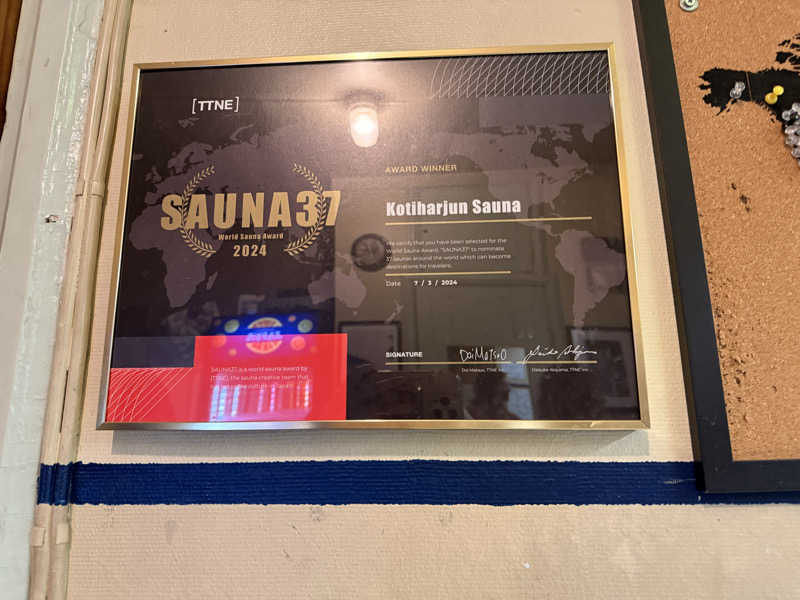 [TTNE]
SAUNA37
World Sauna Award
2024
AWARD WINNER
Kotiharjun Sauna
We certify that you have been selected for the
World Sauna Award, "SAUNA37" to nominate
37 saunas around the world which can become
destinations for travelers.
Date 7 / 3 / 2024
SIGNATURE
Dai Matsuo, TTNE Inc.
Daisuke Akiyama, TTNE Inc.
SAUNA37 is a world sauna award by
[TTNE], the sauna creative team that